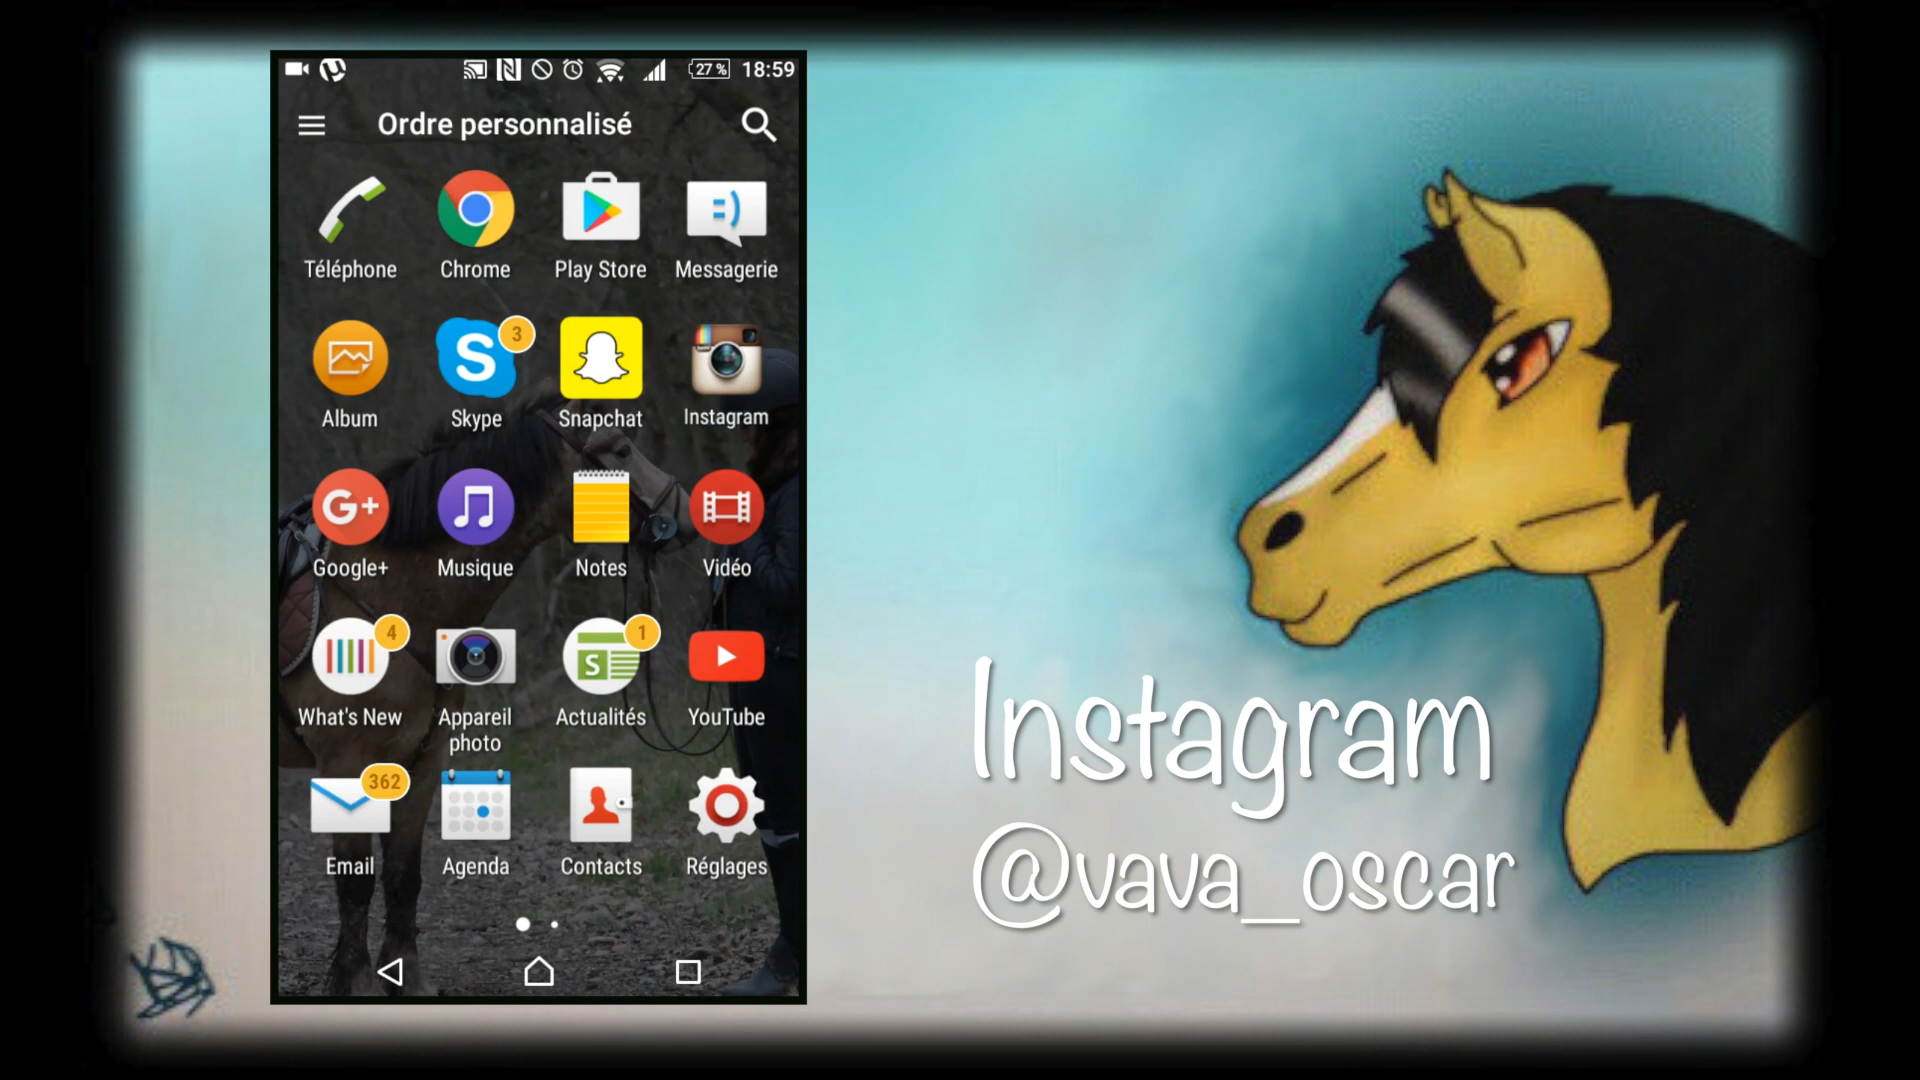 27 % 18:59
Ordre personnalisé
Téléphone Chrome Play Store Messagerie
3
Album Skype Snapchat Instagram
G+
Google+ Musique Notes Vidéo
4 1
What's New Appareil photo Actualités YouTube
362
Email Agenda Contacts Réglages
Instagram
@vava_oscar